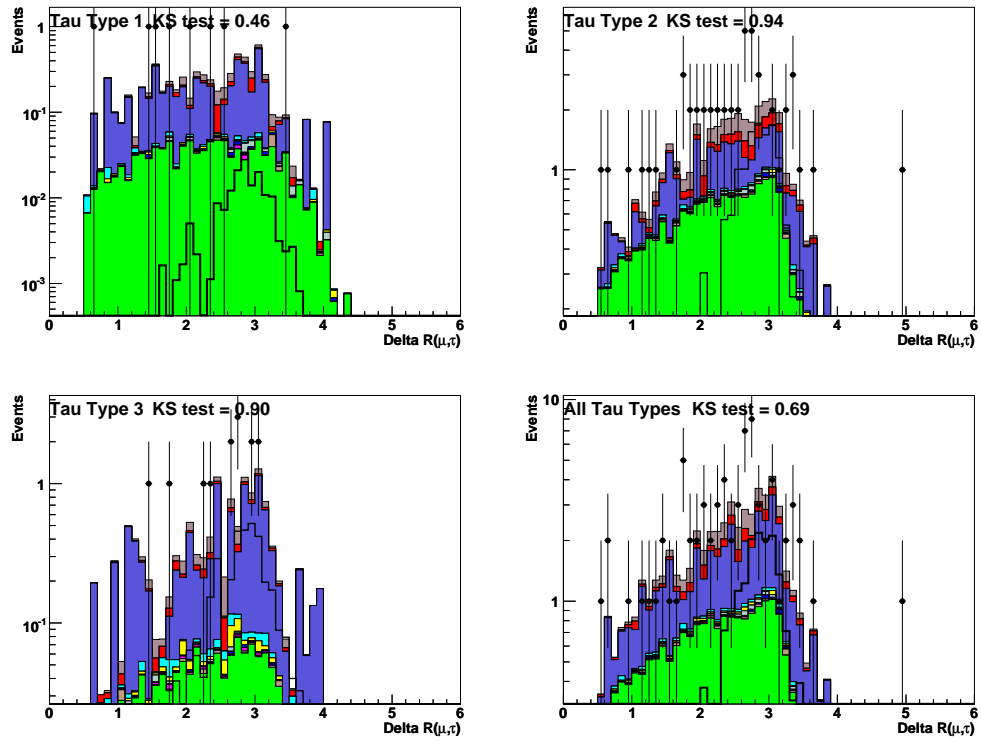 Tau Type 1 KS test = 0.46
Events
1
10-1
10-2
10-3
0 1 2 3 4 5 6
Delta R(μ,τ)
Tau Type 2 KS test = 0.94
Events
1
0 1 2 3 4 5 6
Delta R(μ,τ)
Tau Type 3 KS test = 0.90
Events
1
10-1
0 1 2 3 4 5 6
Delta R(μ,τ)
All Tau Types KS test = 0.69
Events
10
1
0 1 2 3 4 5 6
Delta R(μ,τ)